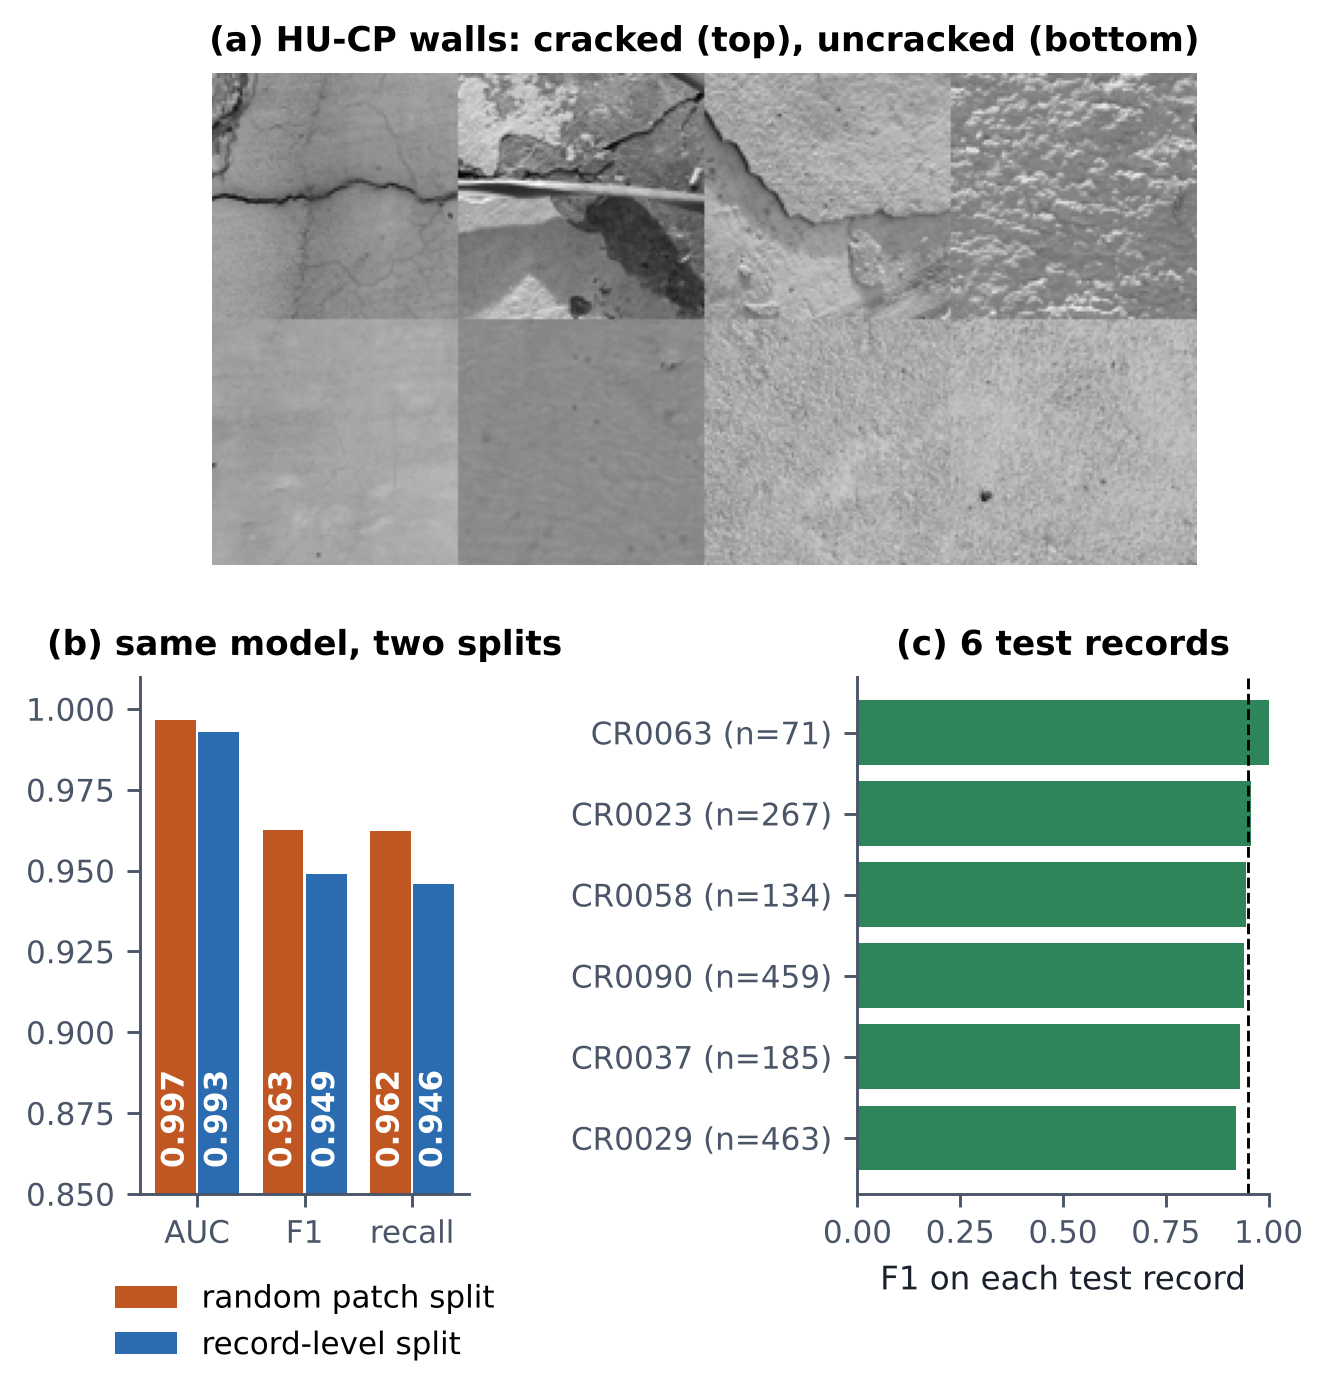 (a) HU-CP walls: cracked (top), uncracked (bottom)
(b) same model, two splits
1.000
0.975
0.950
0.925
0.900
0.875
0.850
0.997
0.993
0.963
0.949
0.962
0.946
AUC F1 recall
random patch split
record-level split
(c) 6 test records
CR0063 (n=71)
CR0023 (n=267)
CR0058 (n=134)
CR0090 (n=459)
CR0037 (n=185)
CR0029 (n=463)
0.00 0.25 0.50 0.75 1.00
F1 on each test record